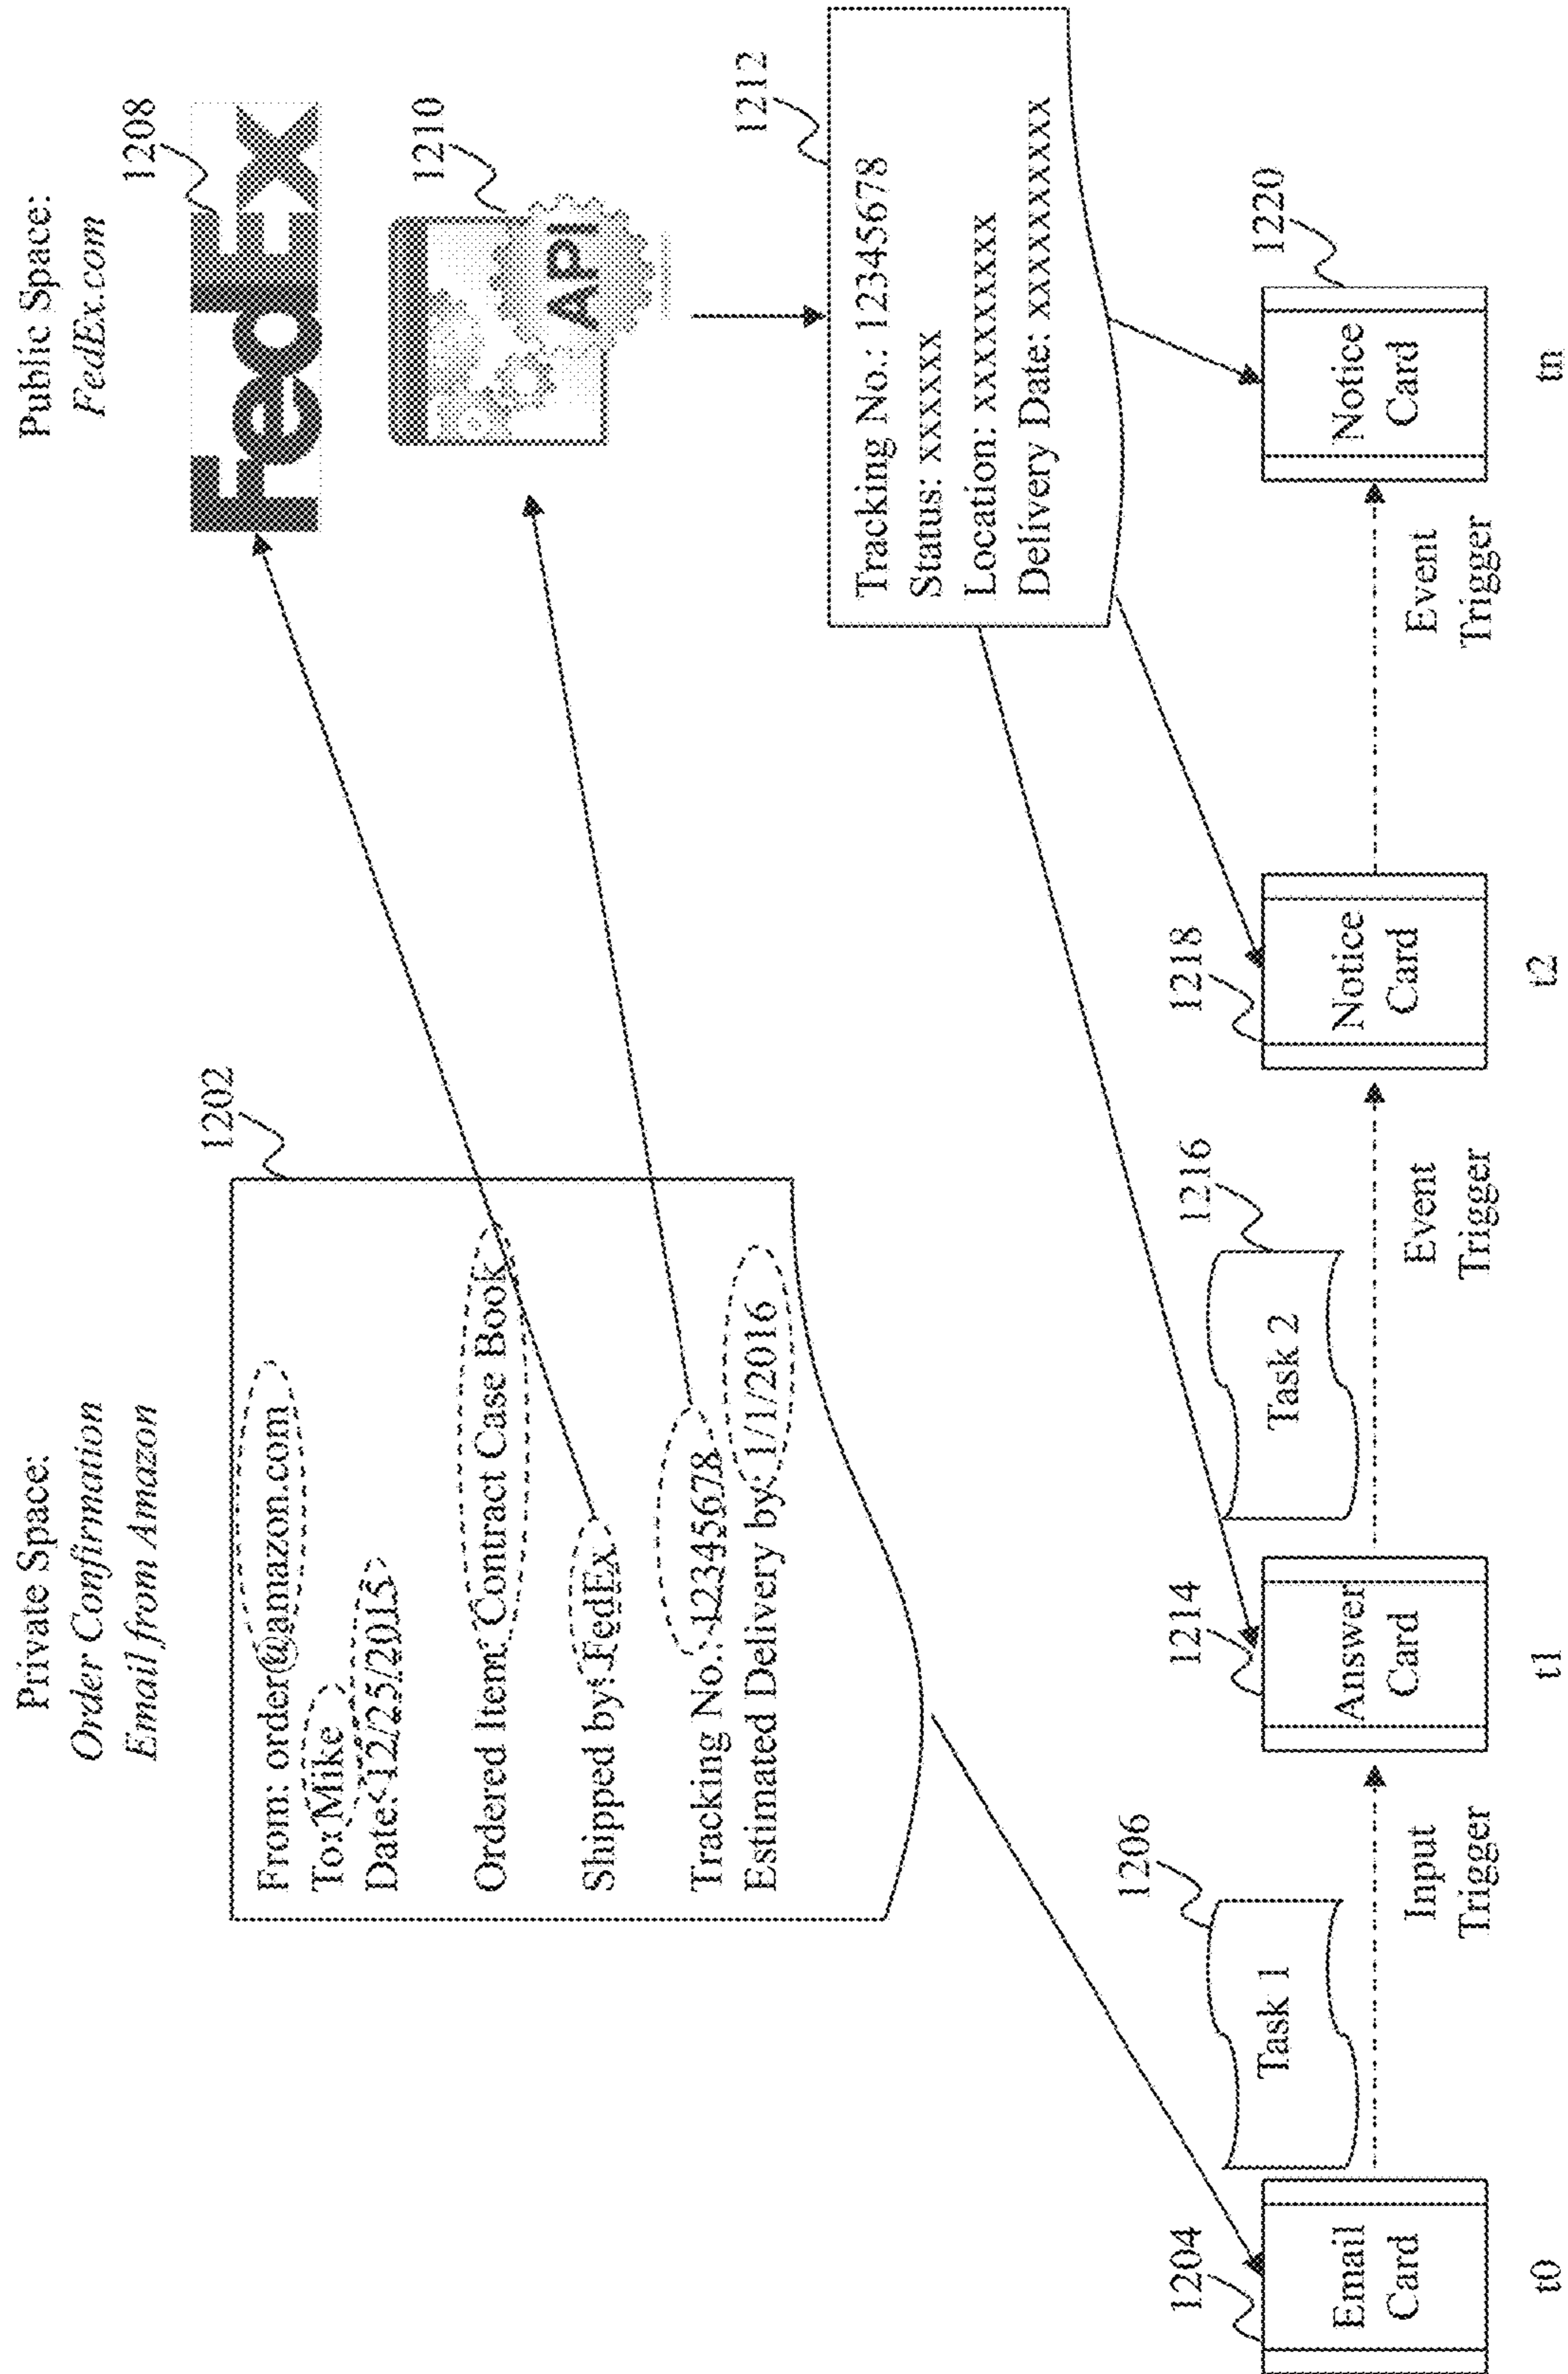 Private Space:
Order Confirmation
Email from Amazon
Public Space:
FedEx.com
1202
From: order@amazon.com
To: Mike
Date: 12/25/2015
Ordered Item: Contract Case Book
Shipped by: FedEx
Tracking No.: 12345678
Estimated Delivery by: 1/1/2016
1208
FedEx
1210
API
1212
Tracking No.: 12345678
Status: xxxxxx
Location: xxxxxxxxx
Delivery Date: xxxxxxxxxx
1204
Email
Card
t0
1206
Task 1
Input
Trigger
1214
Answer
Card
t1
1216
Task 2
Event
Trigger
1218
Notice
Card
t2
Event
Trigger
1220
Notice
Card
tn